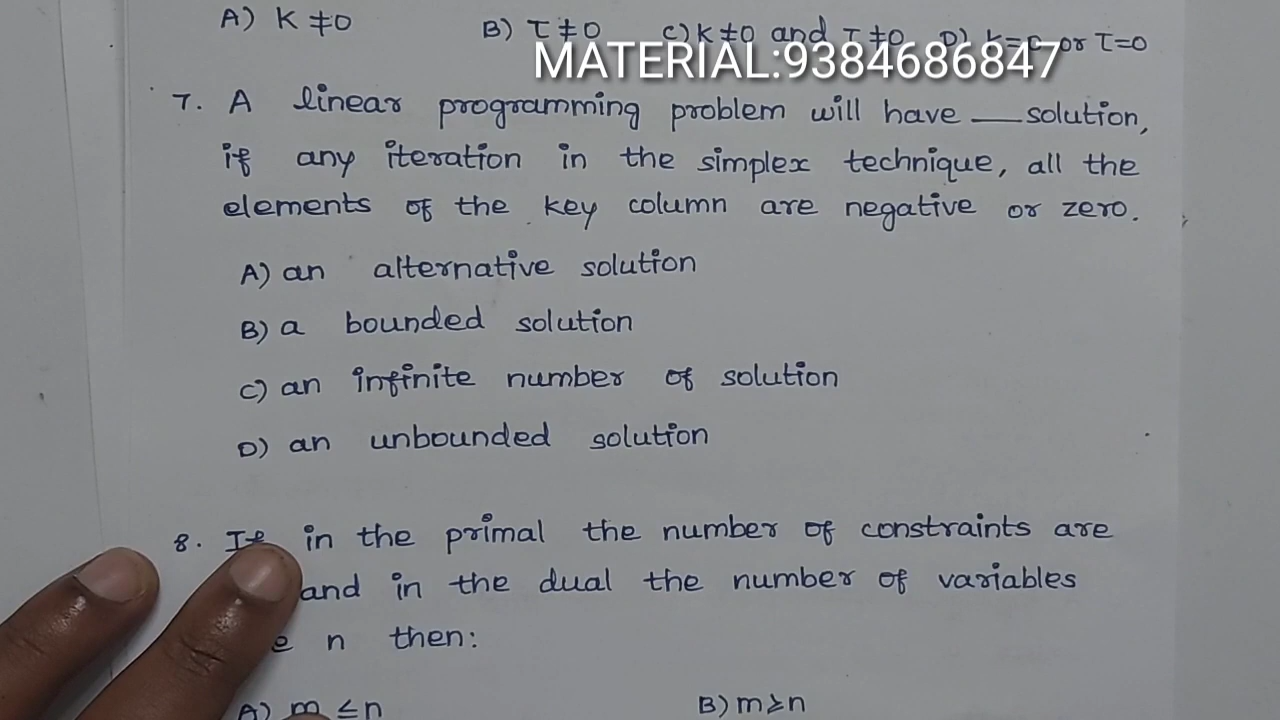 A) K ≠0 B) τ ≠ 0 C) K ≠0 and τ ≠0 D) or τ=0
MATERIAL:9384686847
7. A linear programming problem will have ___ solution,
if any iteration in the simplex technique, all the
elements of the key column are negative or zero.
A) an alternative solution
B) a bounded solution
C) an infinite number of solution
D) an unbounded solution
8. If in the primal the number of constraints are
and in the dual the number of variables
n then:
A) m ≤n B) m≥n